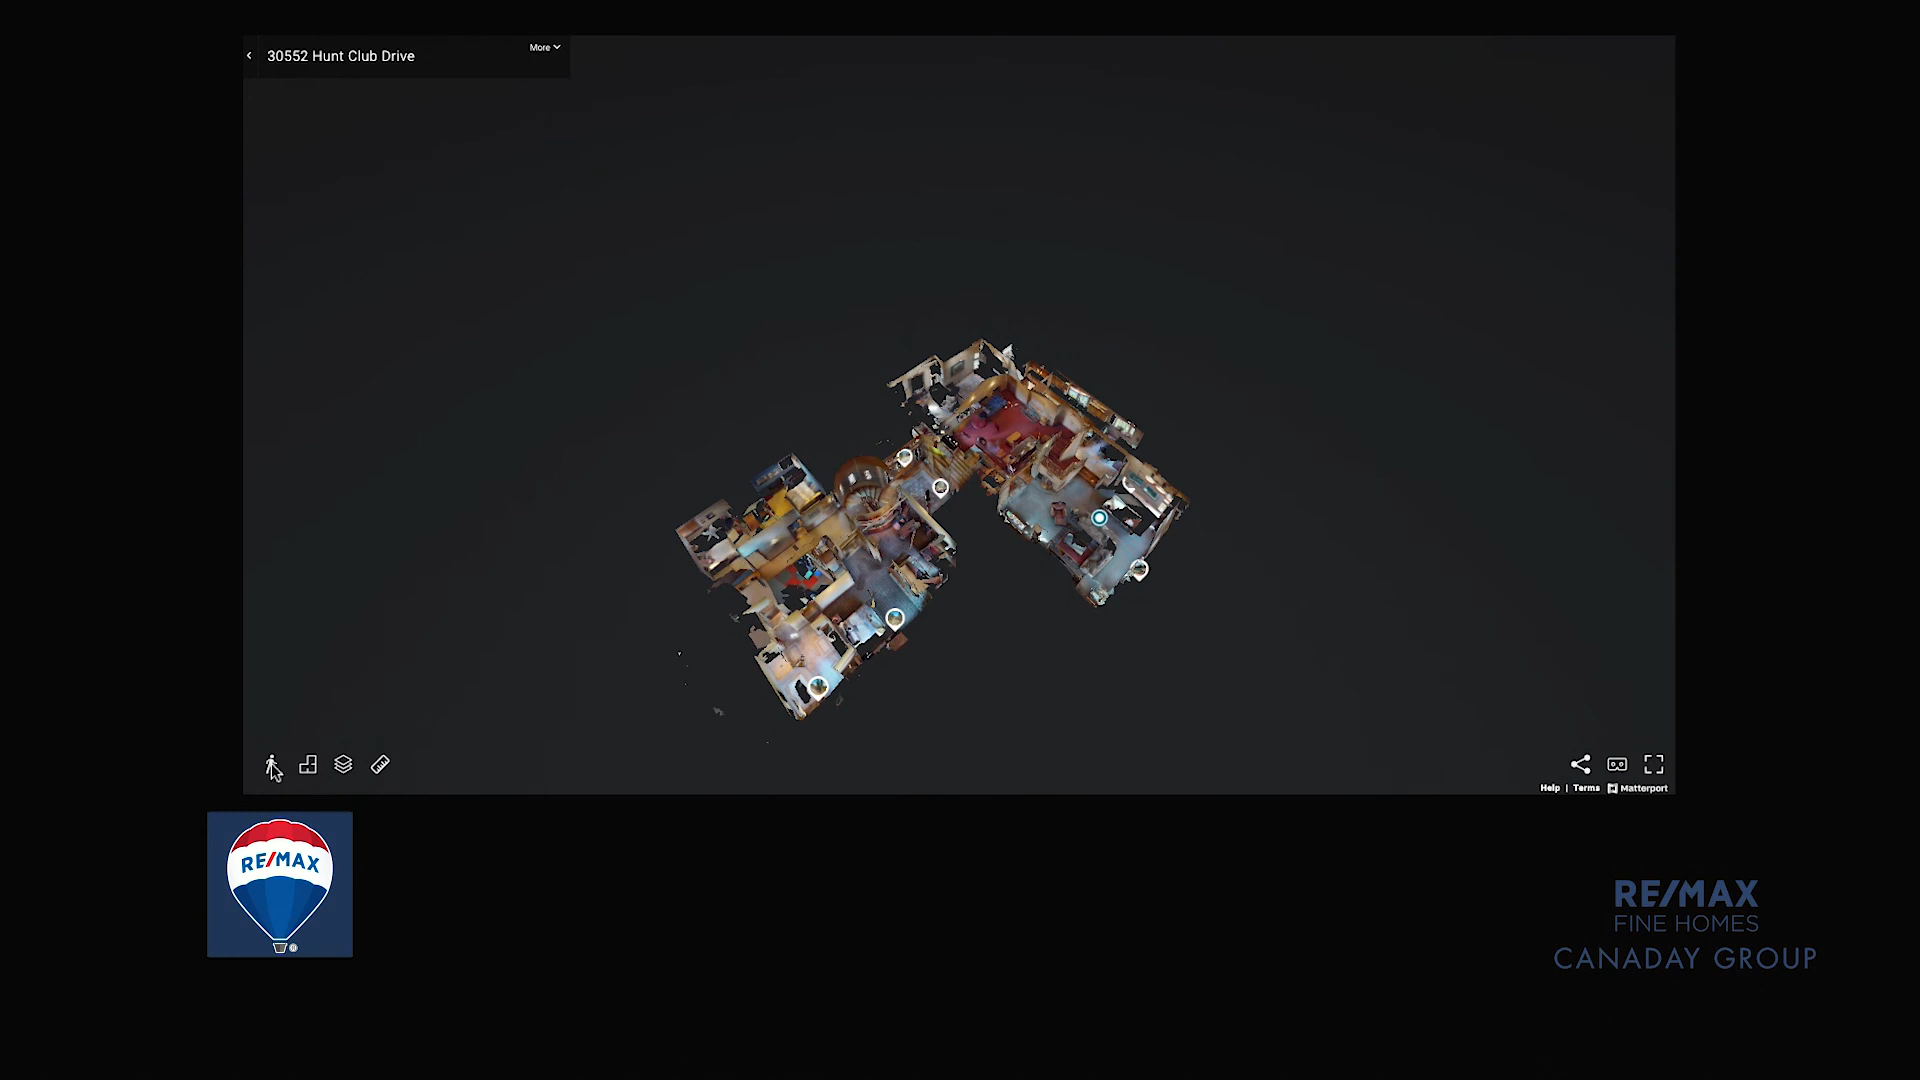 30552 Hunt Club Drive
More
Help | Terms Matterport
RE/MAX
®
RE/MAX
FINE HOMES
CANADAY GROUP